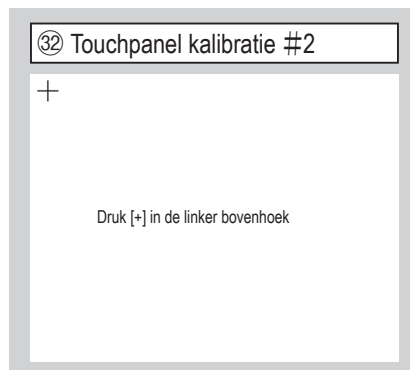 ㉜ Touchpanel kalibratie #2
+
Druk [+] in de linker bovenhoek